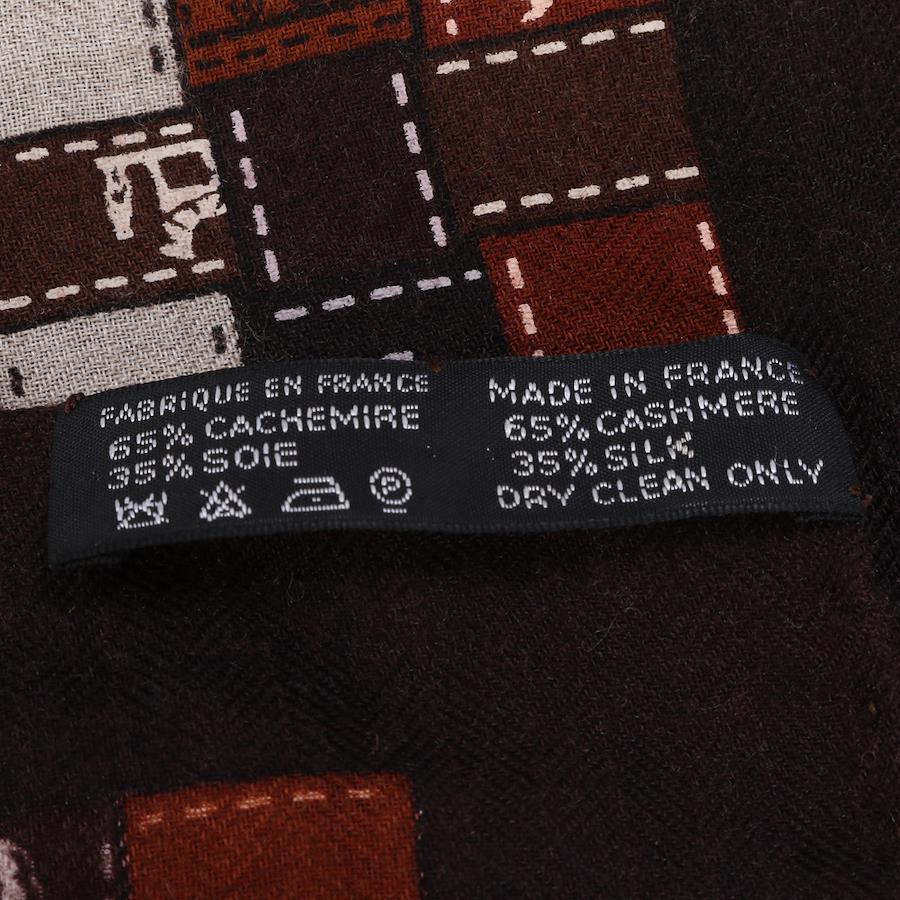 FABRIQUE EN FRANCE
65% CACHEMIRE
35% SOIE
P
MADE IN FRANCE
65% CASHMERE
35% SILK
DRY CLEAN ONLY